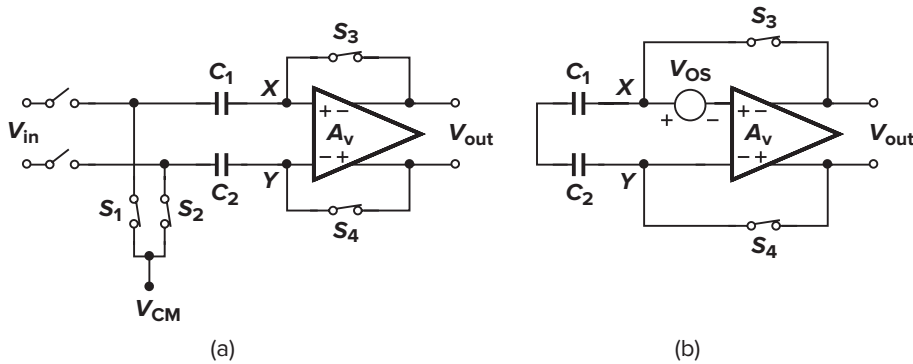 S3
C1
X
+ −
Vin
Av
Vout
− +
C2
Y
S1
S2
S4
VCM
(a)
S3
C1
X
VOS
+ −
+ −
Av
Vout
− +
C2
Y
S4
(b)